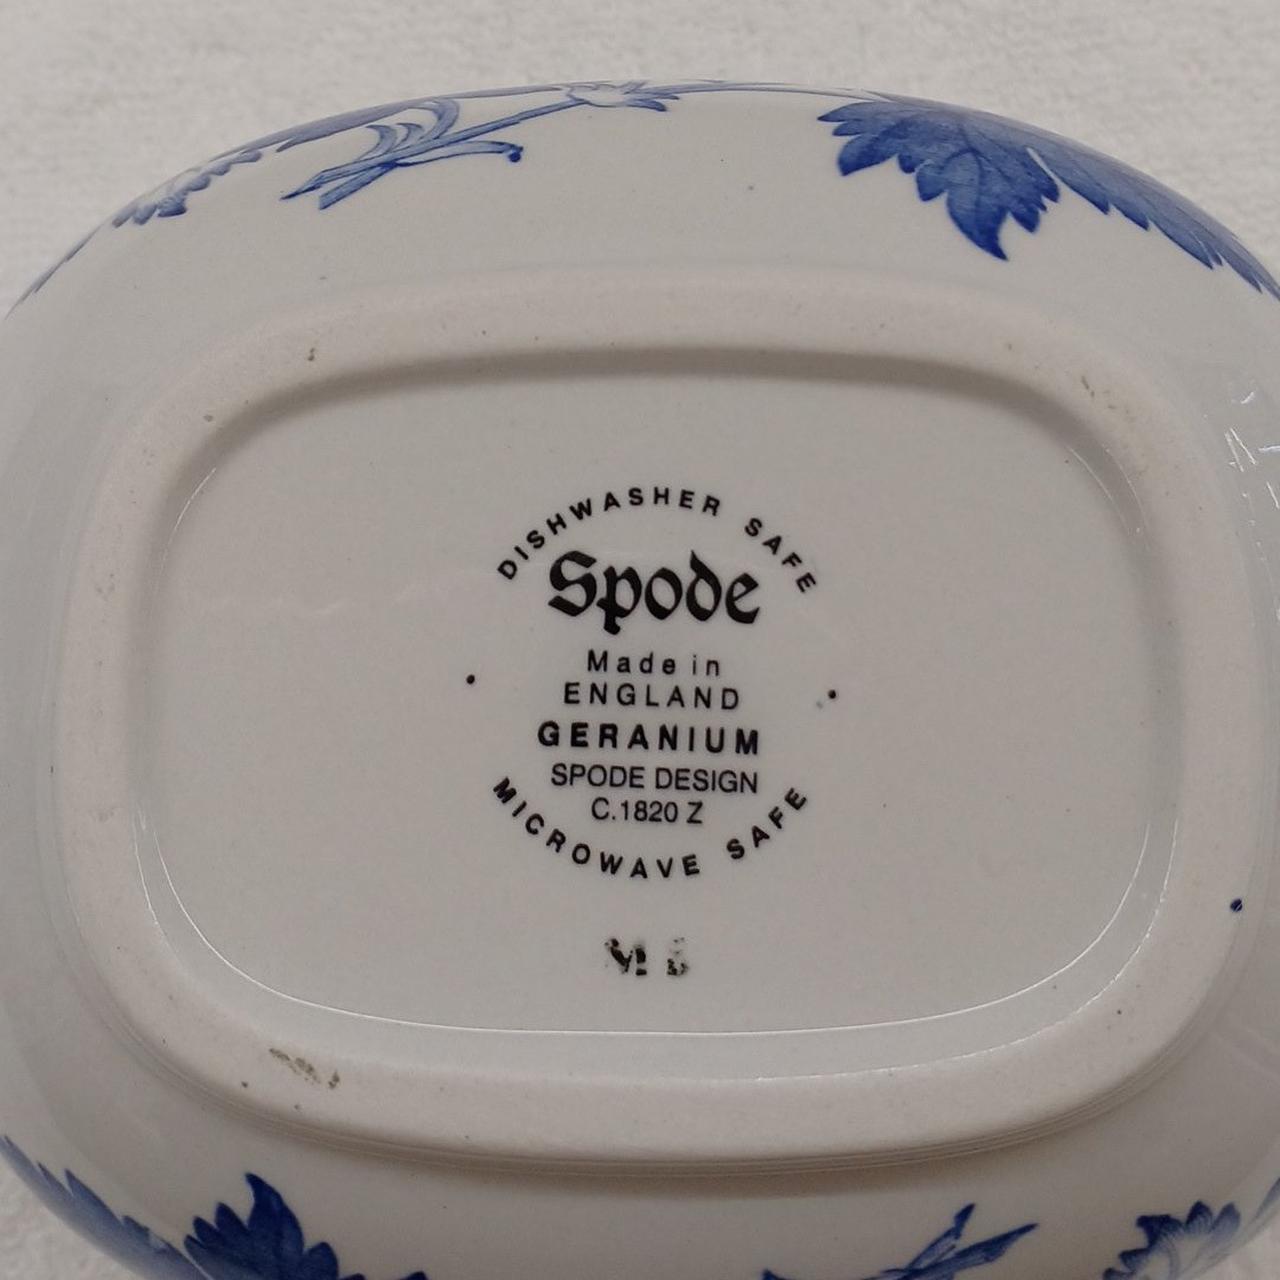 DISHWASHER SAFE
Spode
Made in
ENGLAND
GERANIUM
SPODE DESIGN
C.1820 Z
MICROWAVE SAFE